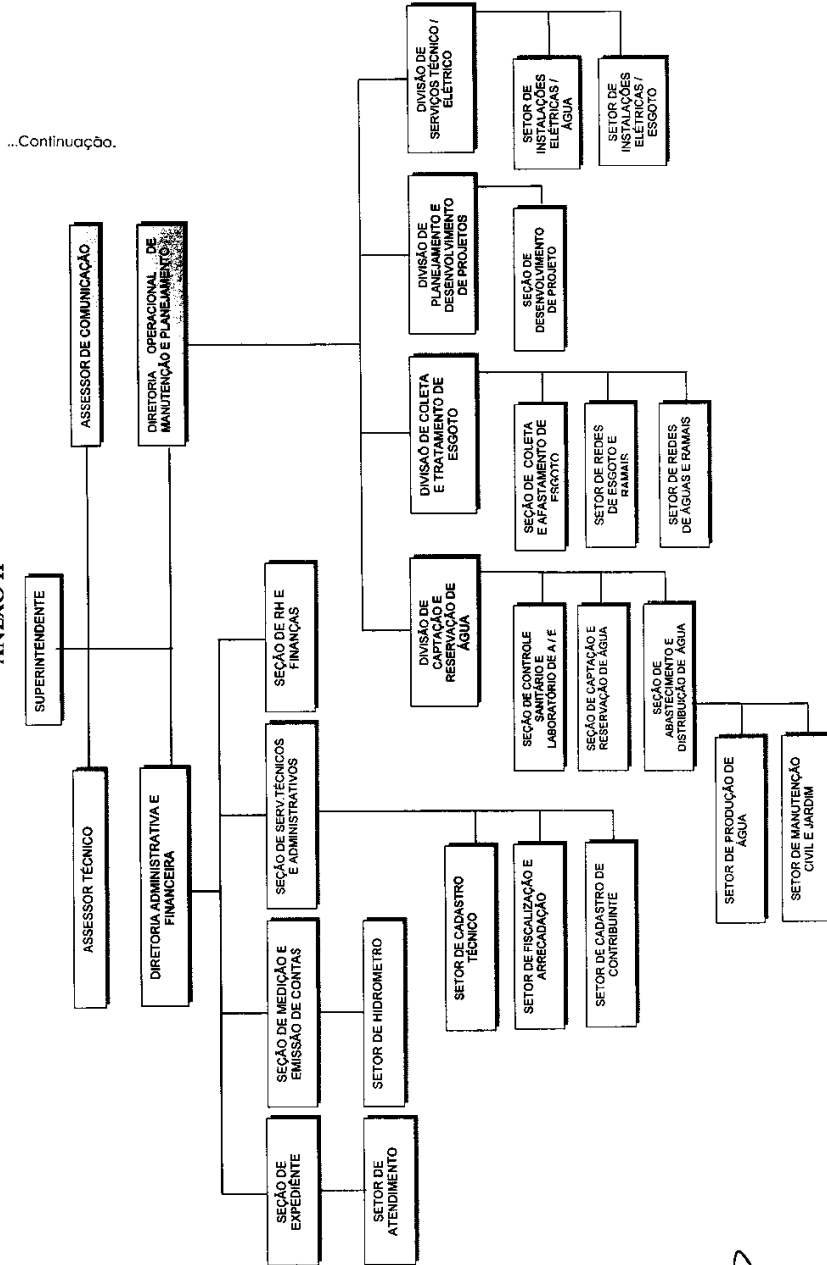 ...Continuação.
ANEXO II
SUPERINTENDENTE
ASSESSOR TÉCNICO
ASSESSOR DE COMUNICAÇÃO
DIRETORIA ADMINISTRATIVA E
FINANCEIRA
DIRETORIA OPERACIONAL DE
MANUTENÇÃO E PLANEJAMENTO
SEÇÃO DE
EXPEDIÊNTE
SEÇÃO DE MEDIÇÃO E
EMISSÃO DE CONTAS
SEÇÃO DE SERV.TÉCNICOS
E ADMINISTRATIVOS
SEÇÃO DE RH E
FINANÇAS
SETOR DE
ATENDIMENTO
SETOR DE HIDROMETRO
SETOR DE CADASTRO
TÉCNICO
SETOR DE FISCALIZAÇÃO E
ARRECADAÇÃO
SETOR DE CADASTRO DE
CONTRIBUINTE
DIVISÃO DE
CAPTAÇÃO E
RESERVAÇÃO DE
ÁGUA
DIVISAÕ DE COLETA
E TRATAMENTO DE
ESGOTO
DIVISÃO DE
PLANEJAMENTO E
DESENVOLVIMENTO
DE PROJETOS
DIVISÃO DE
SERVIÇOS TÉCNICO /
ELÉTRICO
SEÇÃO DE CONTROLE
SANITÁRIO E
LABORATÓRIO DE A / E
SEÇÃO DE CAPTAÇÃO E
RESERVAÇÃO DE ÁGUA
SEÇÃO DE
ABASTECIMENTO E
DISTRIBUIÇÃO DE ÁGUA
SETOR DE PRODUÇÃO DE
ÁGUA
SETOR DE MANUTENÇÃO
CIVIL E JARDIM
SEÇÃO DE COLETA
E AFASTAMENTO DE
ESGOTO
SETOR DE REDES
DE ESGOTO E
RAMAIS
SETOR DE REDES
DE ÁGUAS E RAMAIS
SEÇÃO DE
DESENVOLVIMENTO
DE PROJETO
SETOR DE
INSTALAÇÕES
ELÉTRICAS /
ÁGUA
SETOR DE
INSTALAÇÕES
ELÉTRICAS /
ESGOTO